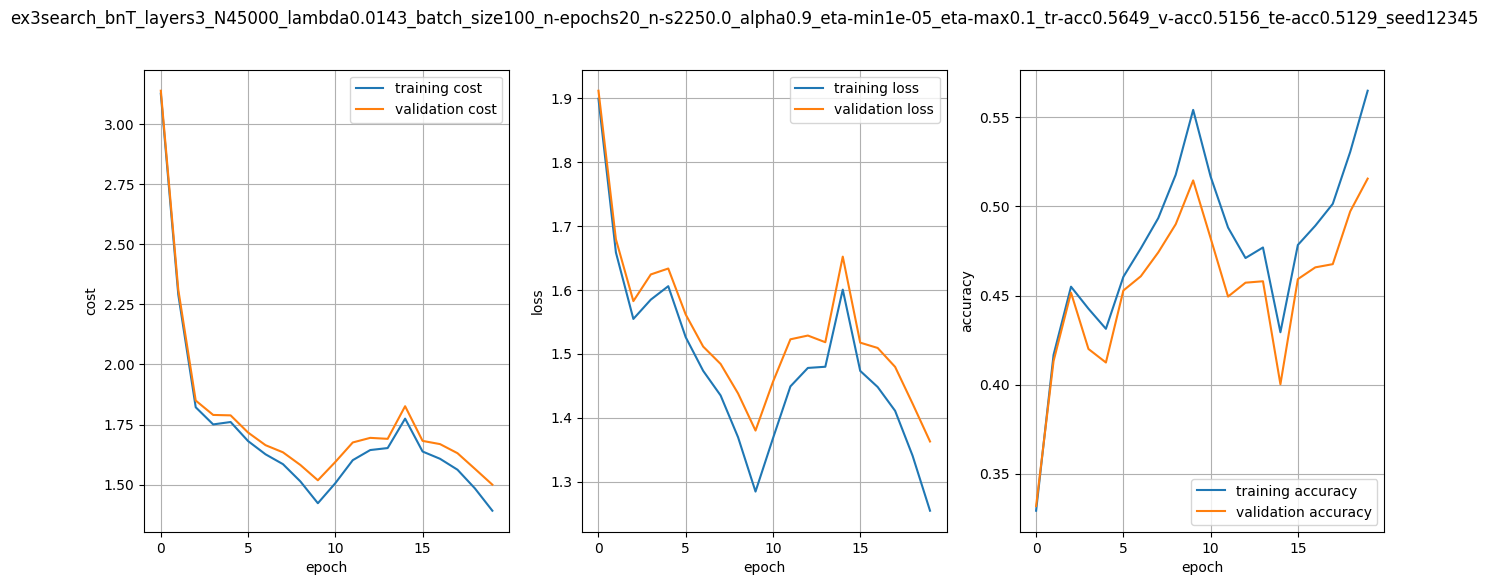 ex3search_bnT_layers3_N45000_lambda0.0143_batch_size100_n-epochs20_n-s2250.0_alpha0.9_eta-min1e-05_eta-max0.1_tr-acc0.5649_v-acc0.5156_te-acc0.5129_seed12345
training cost
validation cost
3.00
2.75
2.50
2.25
2.00
1.75
1.50
cost
0
5
10
15
epoch
training loss
validation loss
1.9
1.8
1.7
1.6
1.5
1.4
1.3
loss
0
5
10
15
epoch
0.55
0.50
0.45
0.40
0.35
accuracy
training accuracy
validation accuracy
0
5
10
15
epoch